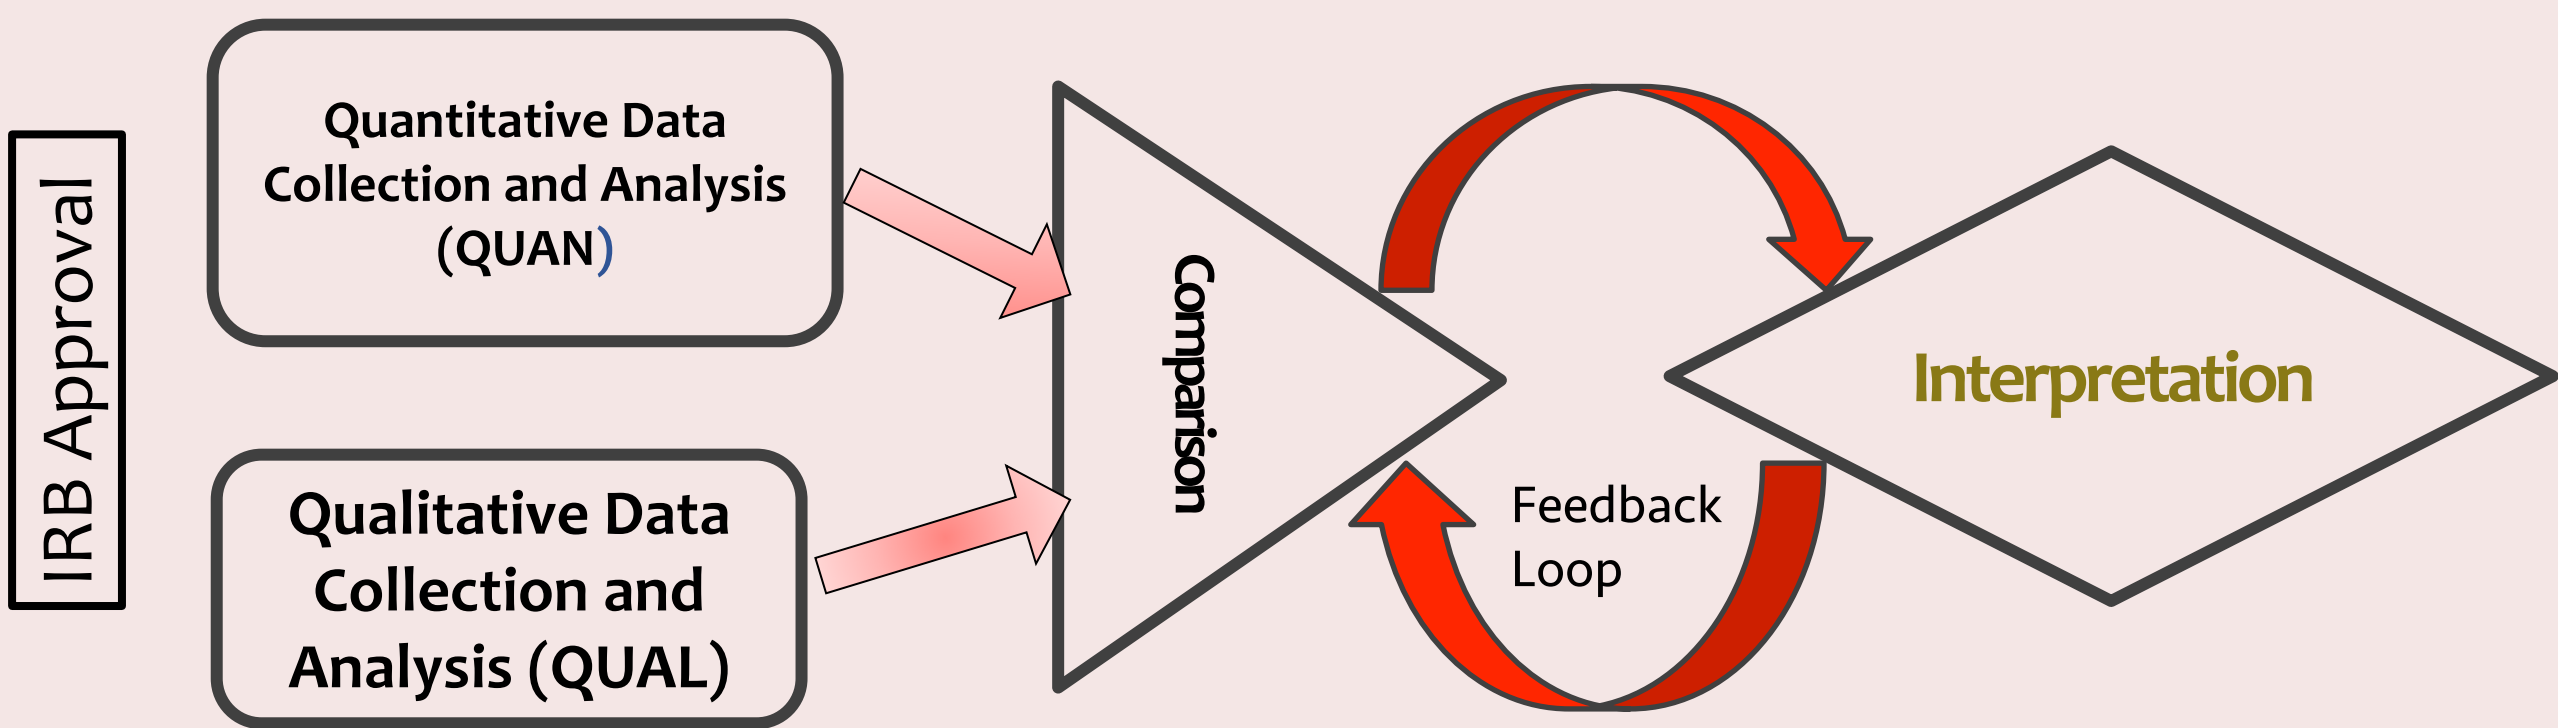 IRB Approval
Quantitative Data
Collection and Analysis
(QUAN)
Qualitative Data
Collection and
Analysis (QUAL)
Comparison
Feedback
Loop
Interpretation